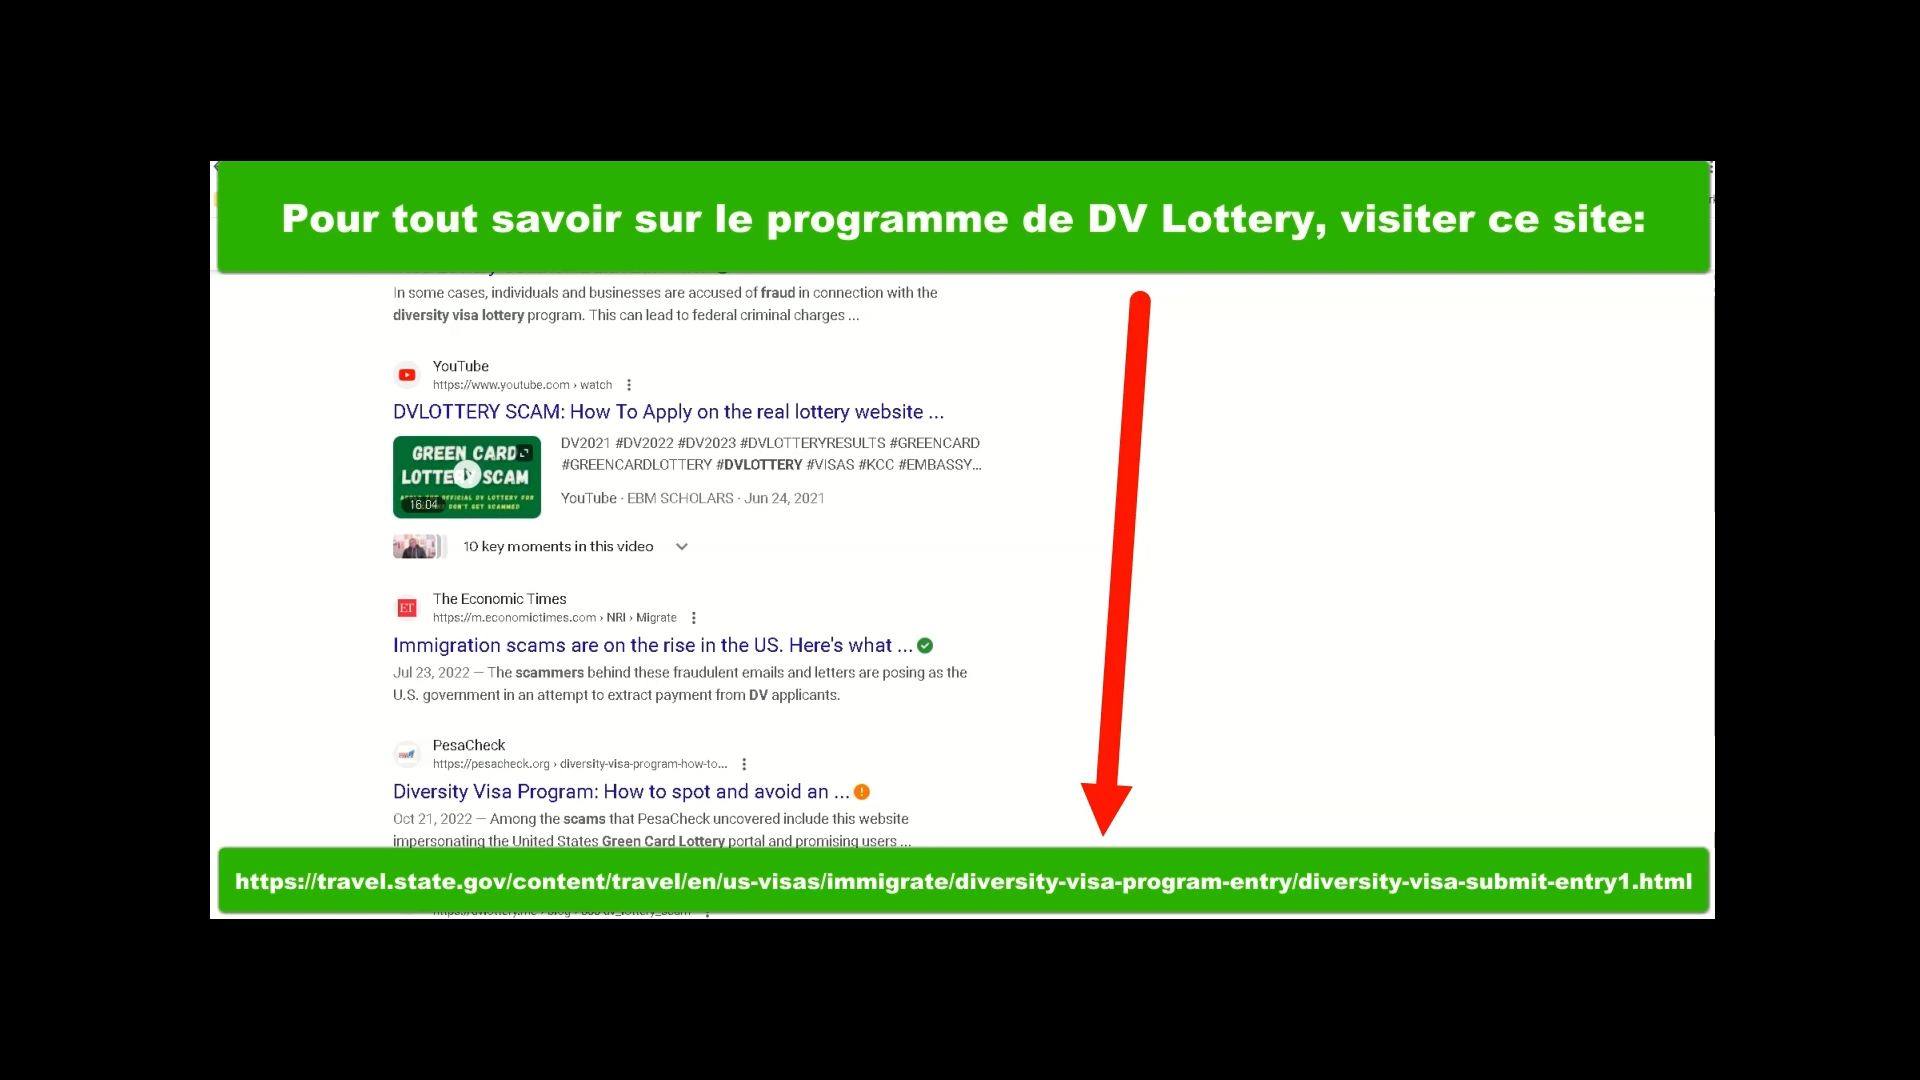 Pour tout savoir sur le programme de DV Lottery, visiter ce site:
In some cases, individuals and businesses are accused of fraud in connection with the
diversity visa lottery program. This can lead to federal criminal charges ...
YouTube
https://www.youtube.com › watch
DVLOTTERY SCAM: How To Apply on the real lottery website ...
GREEN CARD
LOTTERY SCAM
DON'T GET SCAMMED
16:04
DV2021 #DV2022 #DV2023 #DVLOTTERYRESULTS #GREENCARD
#GREENCARDLOTTERY #DVLOTTERY #VISAS #KCC #EMBASSY...
YouTube · EBM SCHOLARS · Jun 24, 2021
10 key moments in this video
ET
The Economic Times
https://m.economictimes.com › NRI › Migrate
Immigration scams are on the rise in the US. Here's what ...
Jul 23, 2022 — The scammers behind these fraudulent emails and letters are posing as the
U.S. government in an attempt to extract payment from DV applicants.
PesaCheck
https://pesacheck.org › diversity-visa-program-how-to...
Diversity Visa Program: How to spot and avoid an ...
Oct 21, 2022 — Among the scams that PesaCheck uncovered include this website
impersonating the United States Green Card Lottery portal and promising users ...
https://travel.state.gov/content/travel/en/us-visas/immigrate/diversity-visa-program-entry/diversity-visa-submit-entry1.html